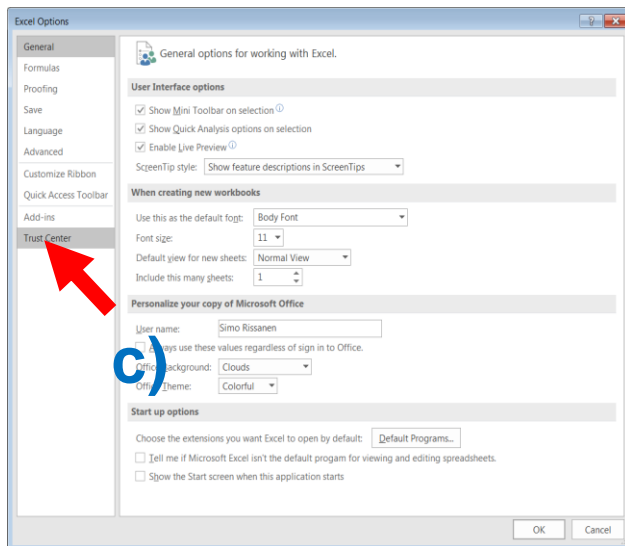 Excel Options
General
Formulas
Proofing
Save
Language
Advanced
Customize Ribbon
Quick Access Toolbar
Add-ins
Trust Center
General options for working with Excel.
User Interface options
Show Mini Toolbar on selection
Show Quick Analysis options on selection
Enable Live Preview
ScreenTip style: Show feature descriptions in ScreenTips
When creating new workbooks
Use this as the default font: Body Font
Font size: 11
Default view for new sheets: Normal View
Include this many sheets: 1
Personalize your copy of Microsoft Office
User name: Simo Rissanen
Always use these values regardless of sign in to Office.
c)
Office Background: Clouds
Office Theme: Colorful
Start up options
Choose the extensions you want Excel to open by default: Default Programs...
Tell me if Microsoft Excel isn't the default progam for viewing and editing spreadsheets.
Show the Start screen when this application starts
OK Cancel